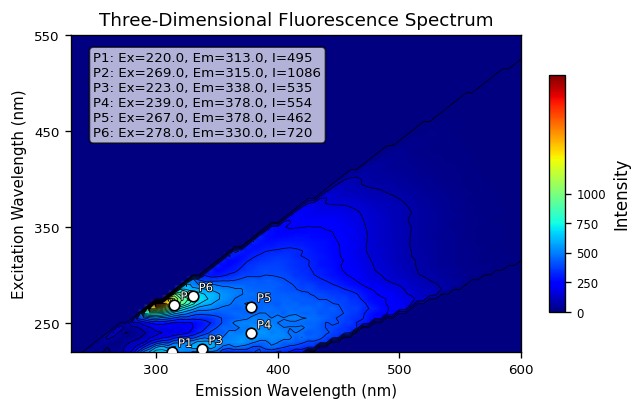 Three-Dimensional Fluorescence Spectrum
550
450
350
250
Excitation Wavelength (nm)
P1: Ex=220.0, Em=313.0, I=495
P2: Ex=269.0, Em=315.0, I=1086
P3: Ex=223.0, Em=338.0, I=535
P4: Ex=239.0, Em=378.0, I=554
P5: Ex=267.0, Em=378.0, I=462
P6: Ex=278.0, Em=330.0, I=720
P6
P5
P4
P3
P1
300
400
500
600
Emission Wavelength (nm)
1000
750
500
250
0
Intensity